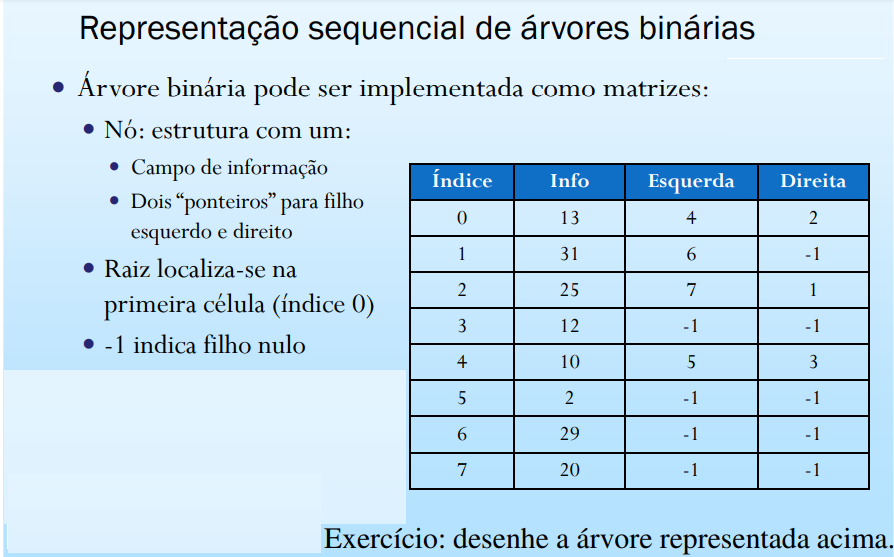 Representação sequencial de árvores binárias
• Árvore binária pode ser implementada como matrizes:
• Nó: estrutura com um:
• Campo de informação
• Dois “ponteiros” para filho
esquerdo e direito
• Raiz localiza-se na
primeira célula (índice 0)
• -1 indica filho nulo
Índice Info Esquerda Direita
0 13 4 2
1 31 6 -1
2 25 7 1
3 12 -1 -1
4 10 5 3
5 2 -1 -1
6 29 -1 -1
7 20 -1 -1
Exercício: desenhe a árvore representada acima.